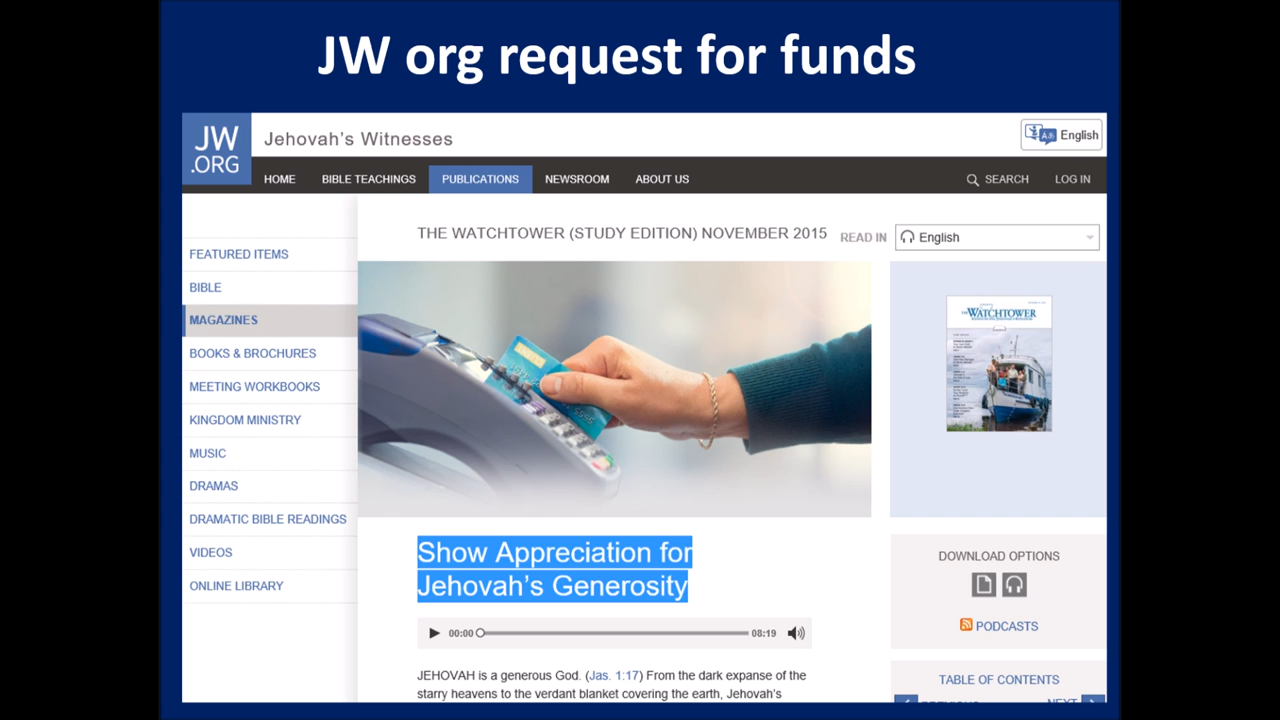 JW org request for funds
JW
.ORG
Jehovah's Witnesses
English
HOME BIBLE TEACHINGS PUBLICATIONS NEWSROOM ABOUT US SEARCH LOG IN
THE WATCHTOWER (STUDY EDITION) NOVEMBER 2015 READ IN English
FEATURED ITEMS
BIBLE
MAGAZINES
BOOKS & BROCHURES
MEETING WORKBOOKS
KINGDOM MINISTRY
MUSIC
DRAMAS
DRAMATIC BIBLE READINGS
VIDEOS
ONLINE LIBRARY
THE WATCHTOWER
Show Appreciation for
Jehovah's Generosity
00:00 08:19
JEHOVAH is a generous God. (Jas. 1:17) From the dark expanse of the
starry heavens to the verdant blanket covering the earth, Jehovah's
DOWNLOAD OPTIONS
PODCASTS
TABLE OF CONTENTS
PREVIOUS NEXT